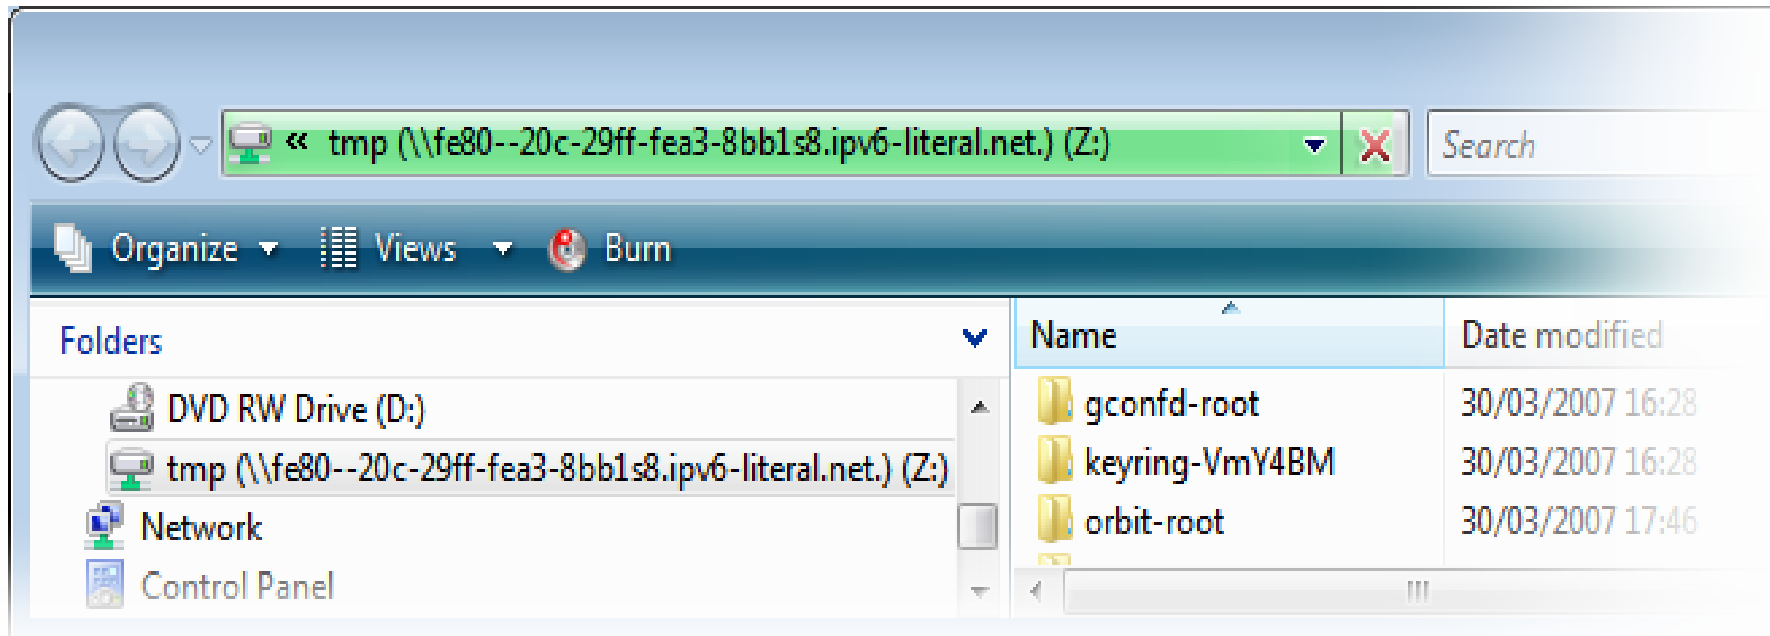 « tmp (\\fe80--20c-29ff-fea3-8bb1s8.ipv6-literal.net.) (Z:)
Search
Organize Views Burn
Folders
DVD RW Drive (D:)
tmp (\\fe80--20c-29ff-fea3-8bb1s8.ipv6-literal.net.) (Z:)
Network
Control Panel
Name Date modified
gconfd-root 30/03/2007 16:28
keyring-VmY4BM 30/03/2007 16:28
orbit-root 30/03/2007 17:46